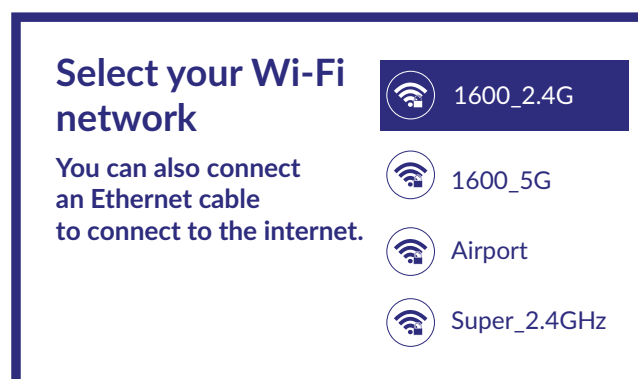 Select your Wi-Fi
network
You can also connect
an Ethernet cable
to connect to the internet.
1600_2.4G
1600_5G
Airport
Super_2.4GHz